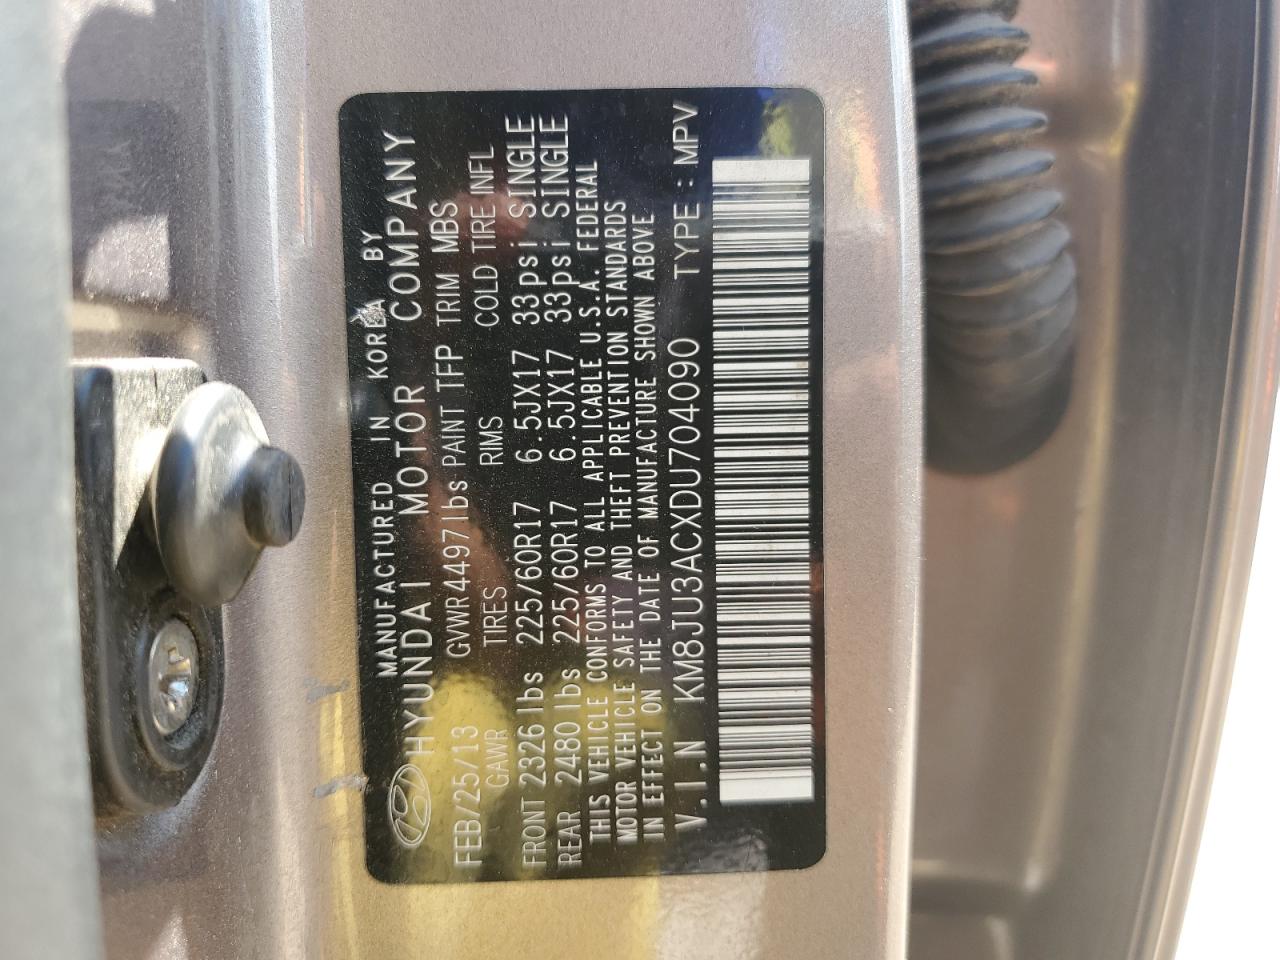 MANUFACTURED IN KOREA BY
HYUNDAI MOTOR COMPANY
FEB/25/13 GVWR 4497lbs PAINT TFP TRIM MBS
GAWR TIRES RIMS COLD TIRE INFL
FRONT 2326 lbs 225/60R17 6.5JX17 33psi SINGLE
REAR 2480 lbs 225/60R17 6.5JX17 33psi SINGLE
THIS VEHICLE CONFORMS TO ALL APPLICABLE U.S.A. FEDERAL
MOTOR VEHICLE SAFETY AND THEFT PREVENTION STANDARDS
IN EFFECT ON THE DATE OF MANUFACTURE SHOWN ABOVE
V.I.N KM8JU3ACXDU704090 TYPE : MPV